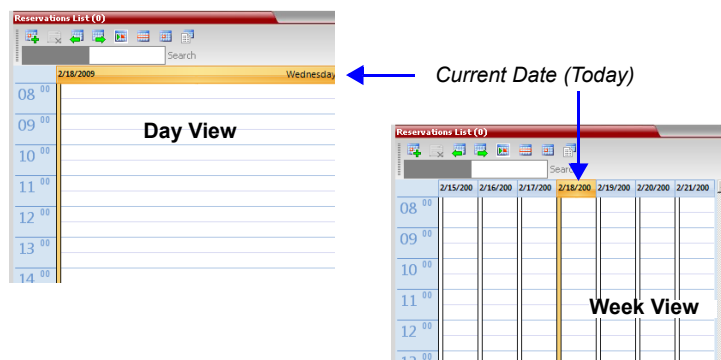 Reservations List (0)
Search
2/18/2009 Wednesday
08 00
09 00
10 00
11 00
12 00
13 00
14 00
Day View
Current Date (Today)
Reservations List (0)
Search
2/15/200 2/16/200 2/17/200 2/18/200 2/19/200 2/20/200 2/21/200
08 00
09 00
10 00
11 00
12 00
13 00
Week View